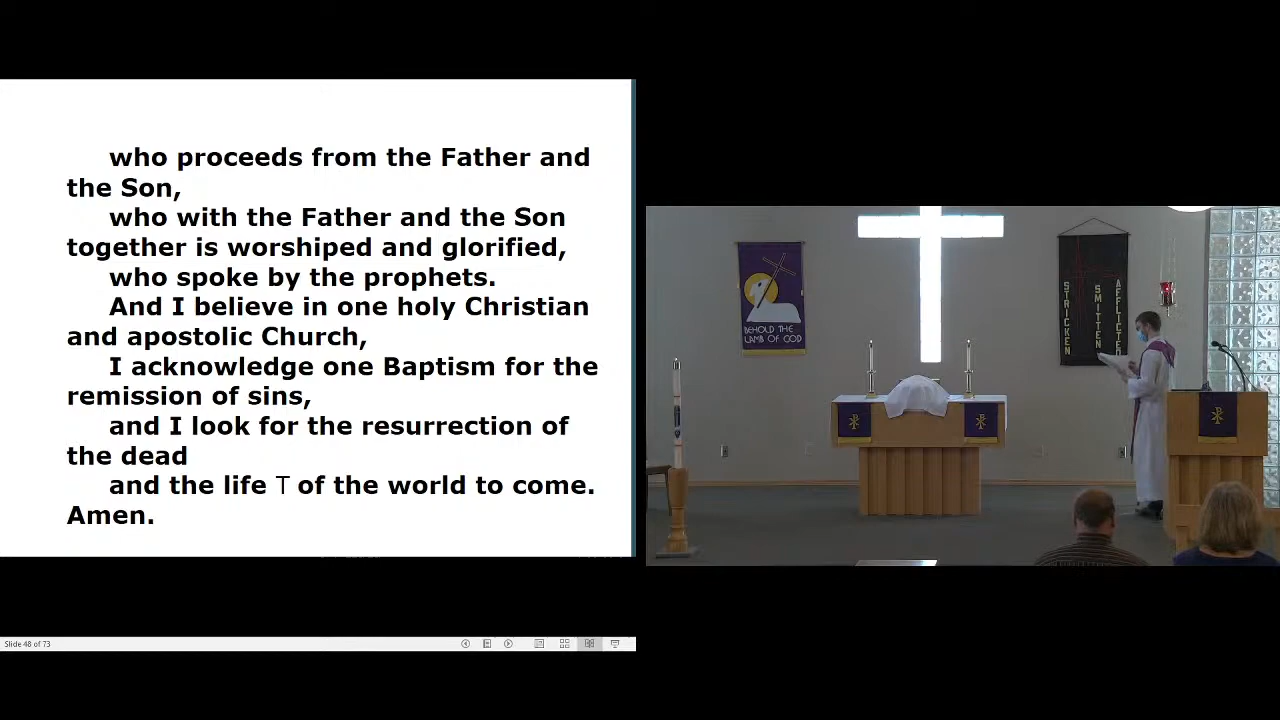 who proceeds from the Father and
the Son,
who with the Father and the Son
together is worshiped and glorified,
who spoke by the prophets.
And I believe in one holy Christian
and apostolic Church,
I acknowledge one Baptism for the
remission of sins,
and I look for the resurrection of
the dead
and the life T of the world to come.
Amen.
Slide 48 of 73
BEHOLD THE
LAMB OF GOD
STRICKEN
SMITTEN
AFFLICTED